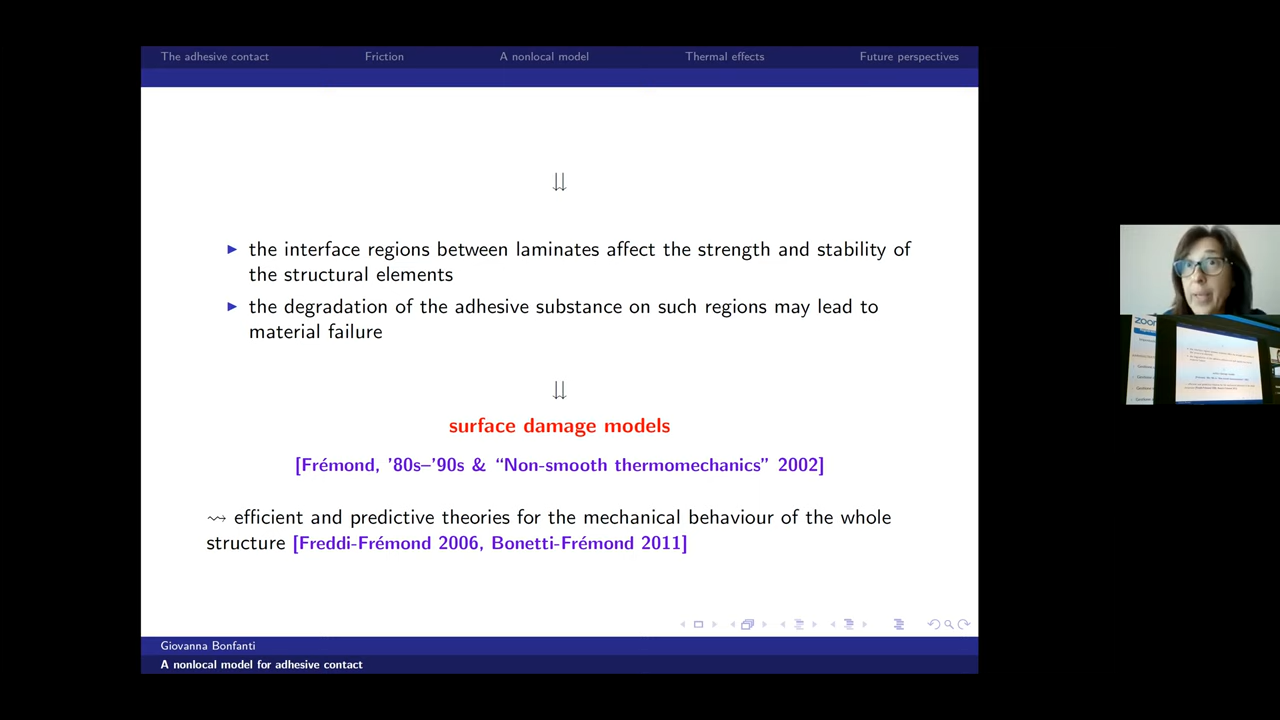 The adhesive contact Friction A nonlocal model Thermal effects Future perspectives
⇓
▶ the interface regions between laminates affect the strength and stability of
the structural elements
▶ the degradation of the adhesive substance on such regions may lead to
material failure
⇓
surface damage models
[Frémond, '80s–'90s & “Non-smooth thermomechanics” 2002]
⇝ efficient and predictive theories for the mechanical behaviour of the whole
structure [Freddi-Frémond 2006, Bonetti-Frémond 2011]
Giovanna Bonfanti
A nonlocal model for adhesive contact
zoom